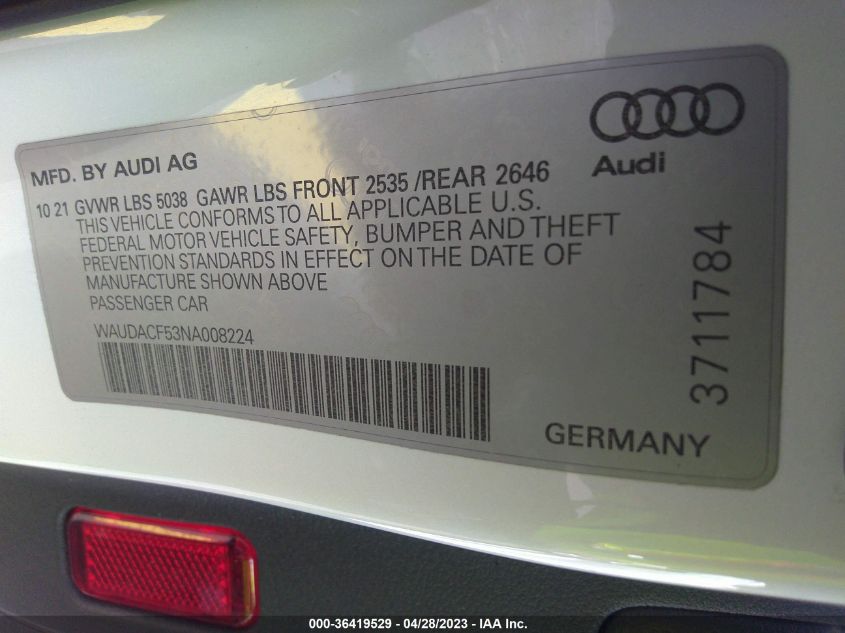 Audi
MFD. BY AUDI AG
10 21 GVWR LBS 5038 GAWR LBS FRONT 2535 /REAR 2646
THIS VEHICLE CONFORMS TO ALL APPLICABLE U.S.
FEDERAL MOTOR VEHICLE SAFETY, BUMPER AND THEFT
PREVENTION STANDARDS IN EFFECT ON THE DATE OF
MANUFACTURE SHOWN ABOVE
PASSENGER CAR
WAUDACF53NA008224
3711784
GERMANY
000-36419529 - 04/28/2023 - IAA Inc.